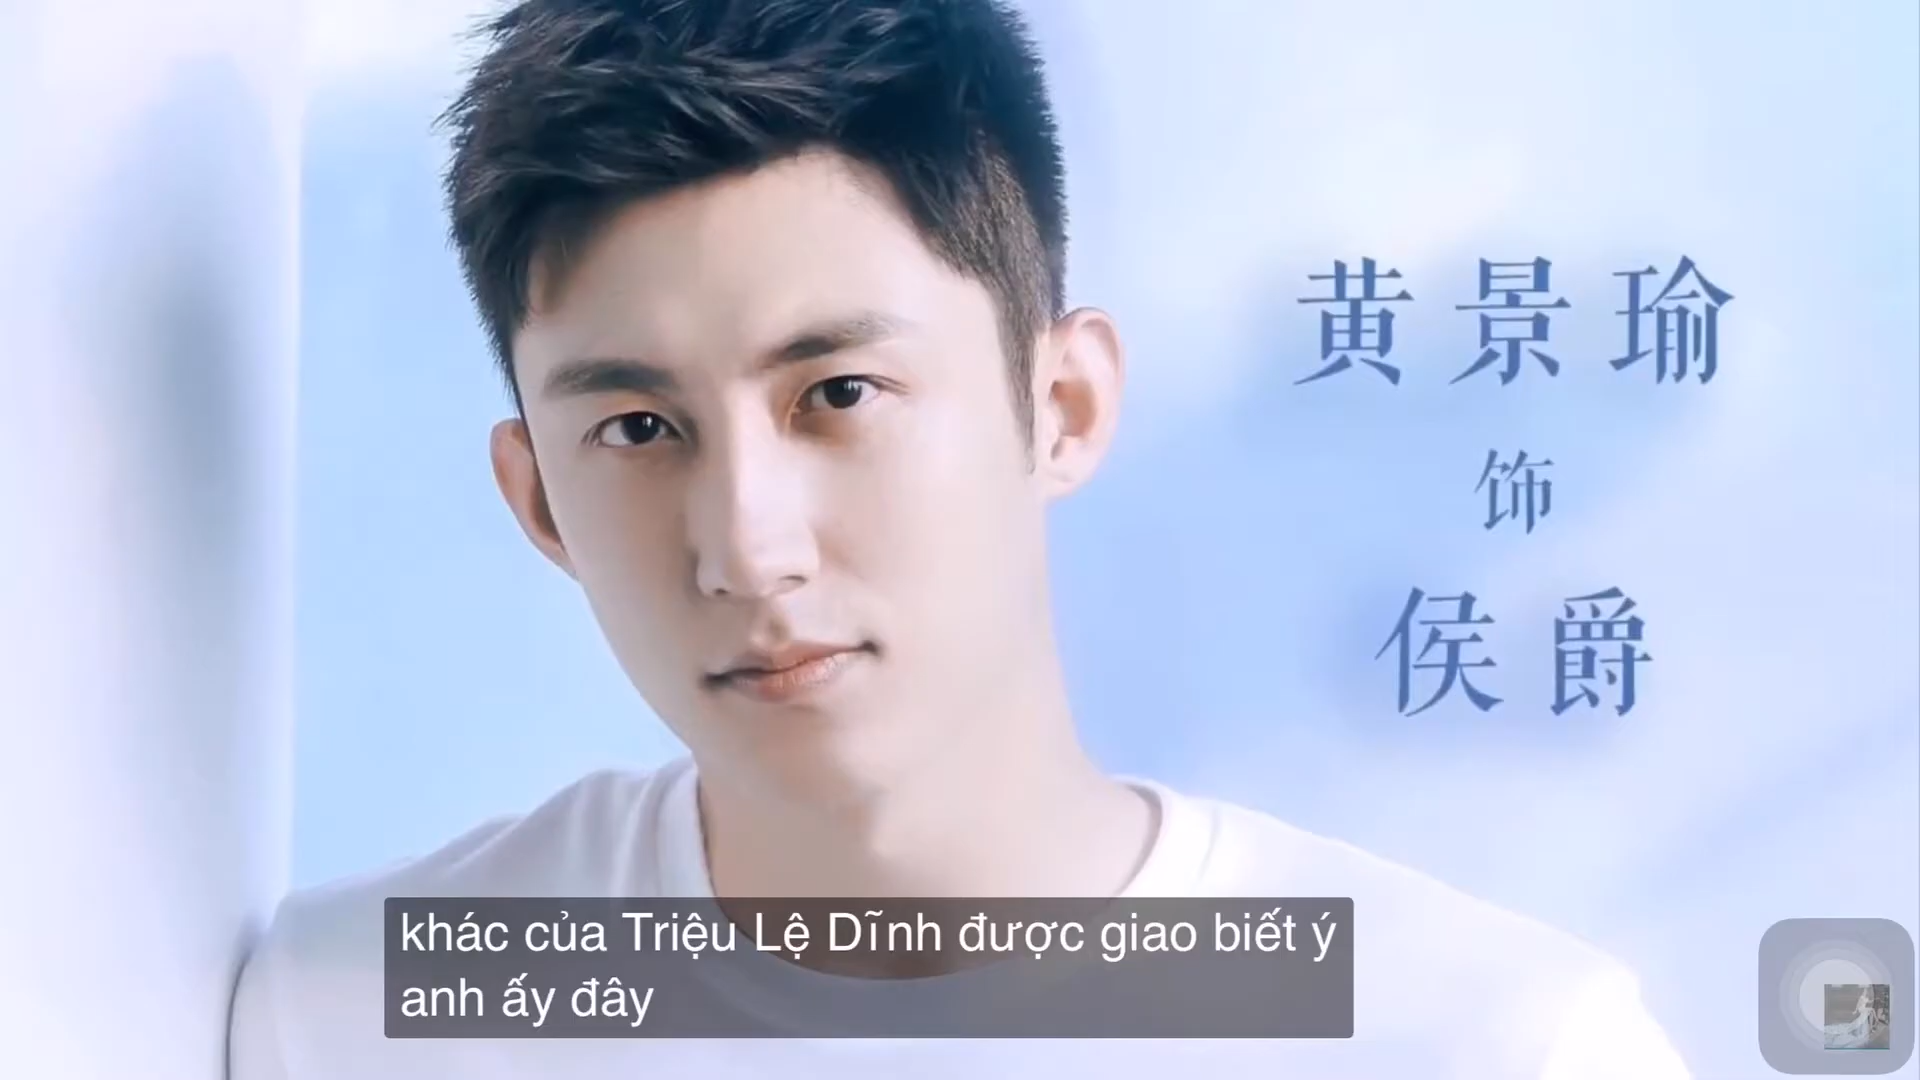 黄景瑜
饰
侯爵
khác của Triệu Lệ Dĩnh được giao biết ý
anh ấy đây